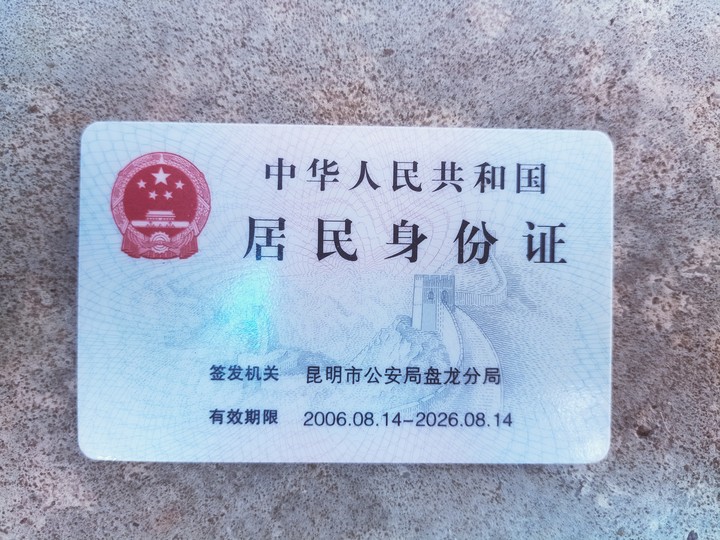 中华人民共和国
居民身份证
签发机关 昆明市公安局盘龙分局
有效期限 2006.08.14-2026.08.14